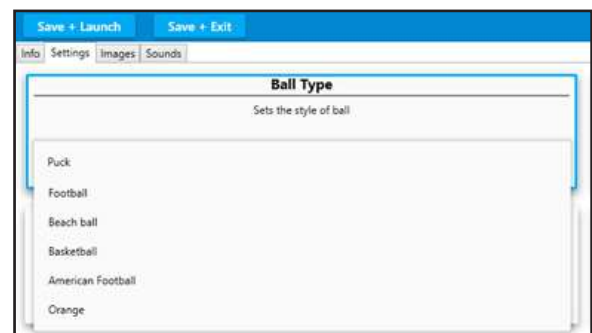 Save + Launch Save + Exit
Info Settings Images Sounds
Ball Type
Sets the style of ball
Puck
Football
Beach ball
Basketball
American Football
Orange